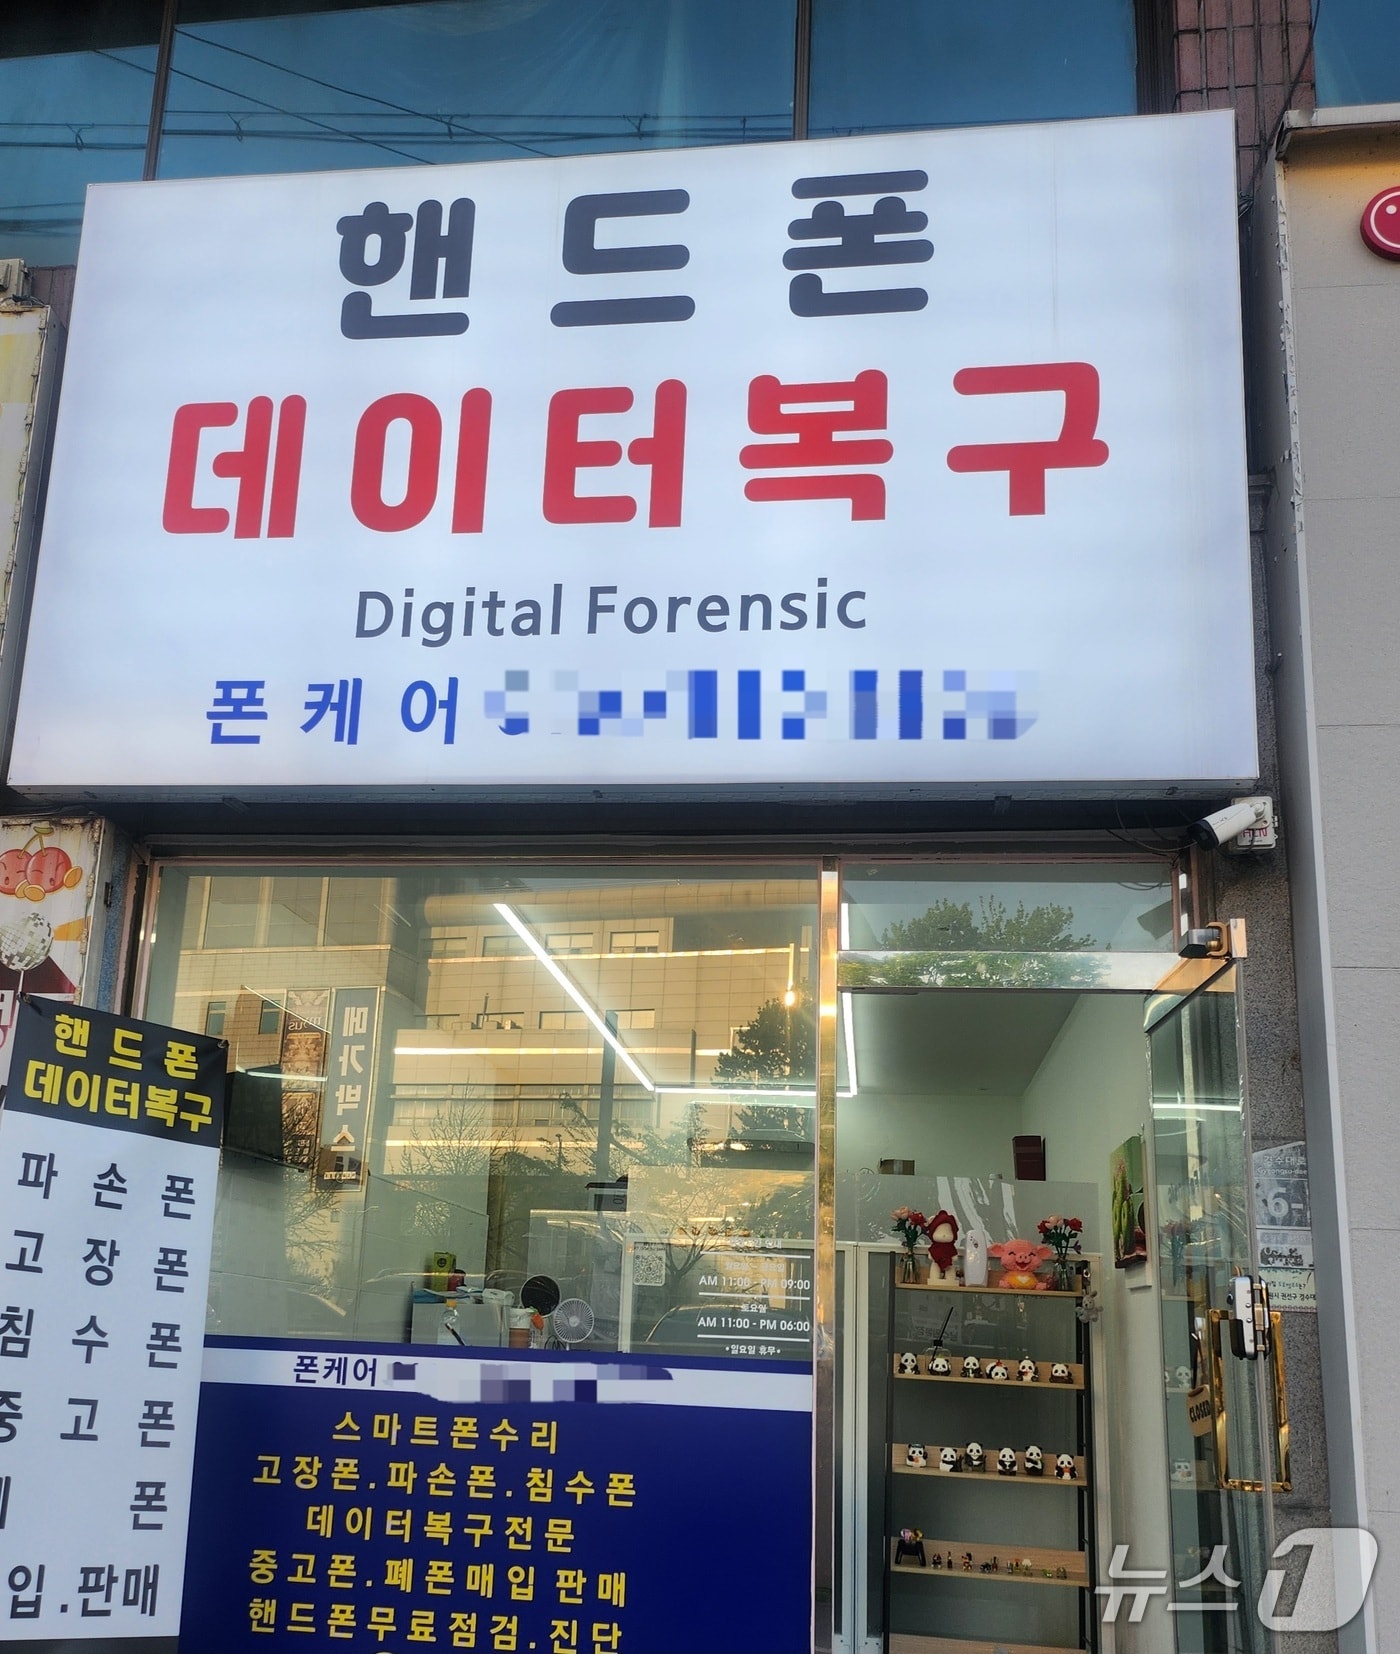 핸드폰
데이터복구
Digital Forensic
폰케어
핸드폰
데이터복구
파손폰
고장폰
침수폰
중고폰
폰
입.판매
메가박스
AM 11:00 - PM 09:00
토요일
AM 11:00 - PM 06:00
•일요일 휴무•
폰케어
스마트폰수리
고장폰.파손폰.침수폰
데이터복구전문
중고폰.폐폰매입 판매
핸드폰무료점검.진단
CLOSED
뉴스1